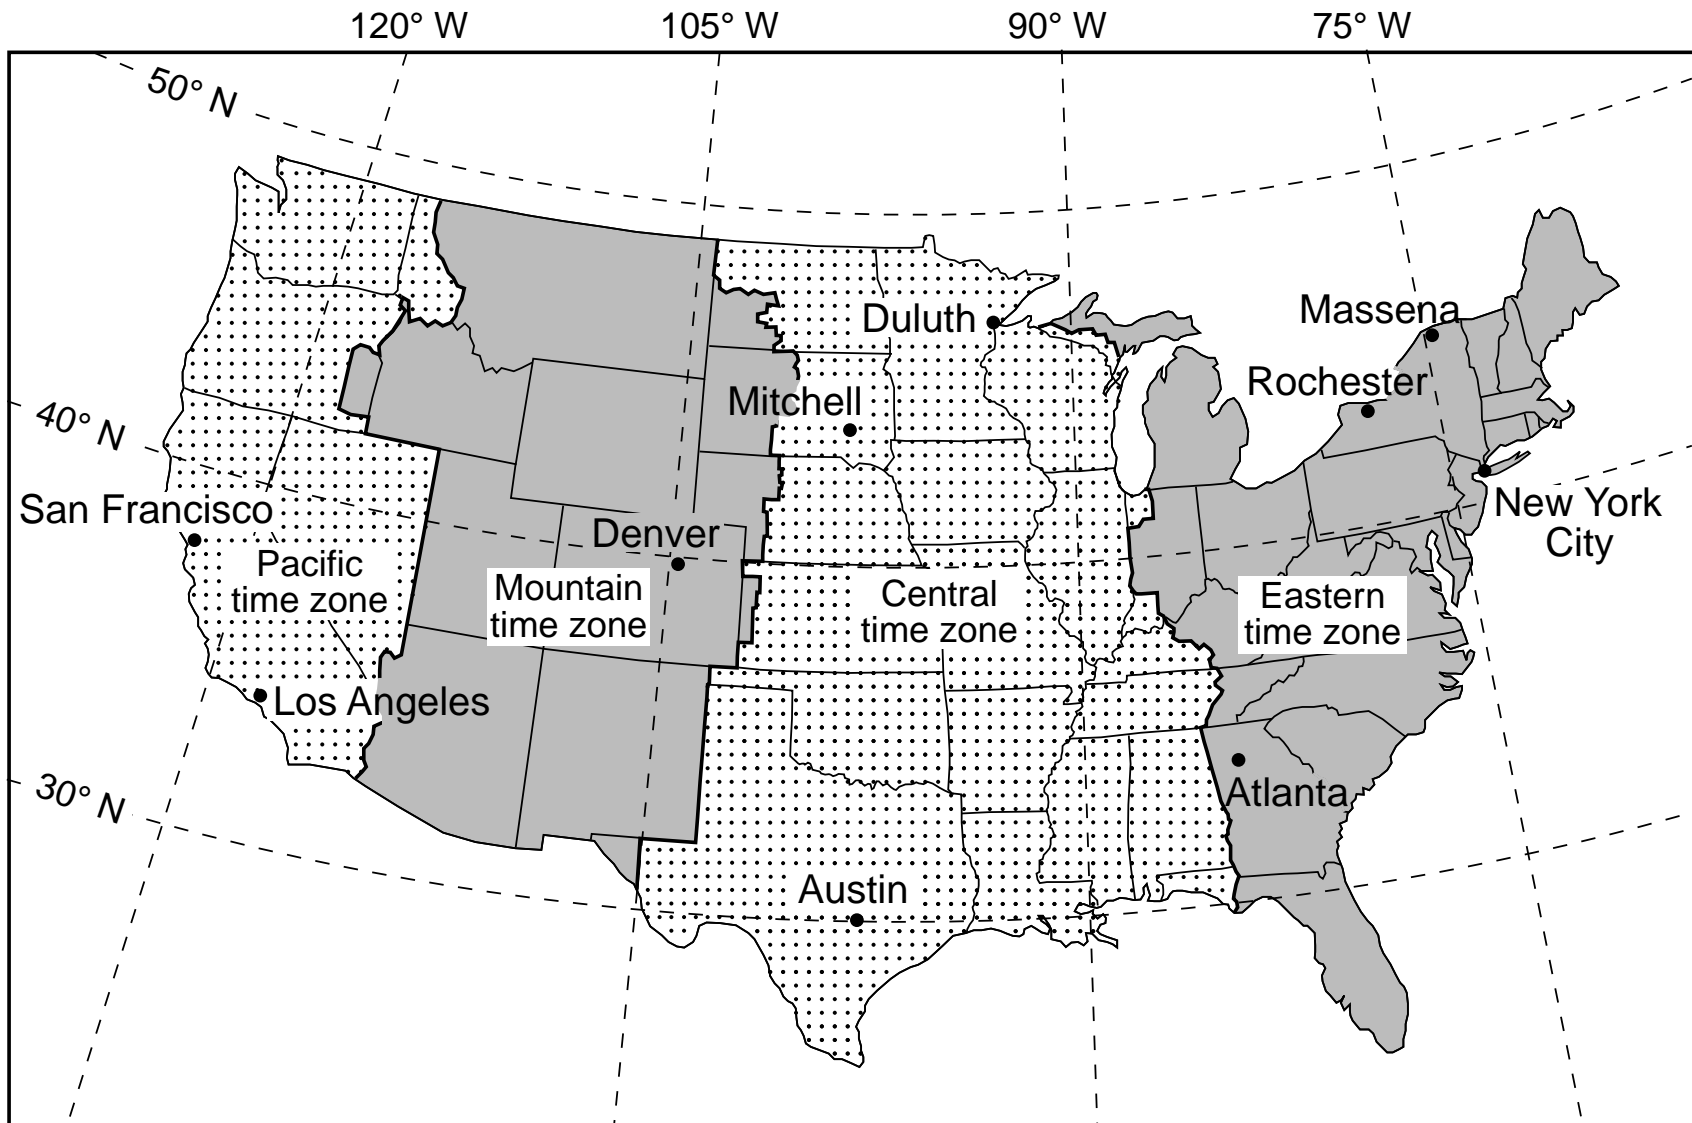 120° W
105° W
90° W
75° W
50° N
Duluth
Massena
Rochester
Mitchell
40° N
San Francisco
Denver
New York
City
Pacific
time zone
Mountain
time zone
Central
time zone
Eastern
time zone
Los Angeles
30° N
Atlanta
Austin